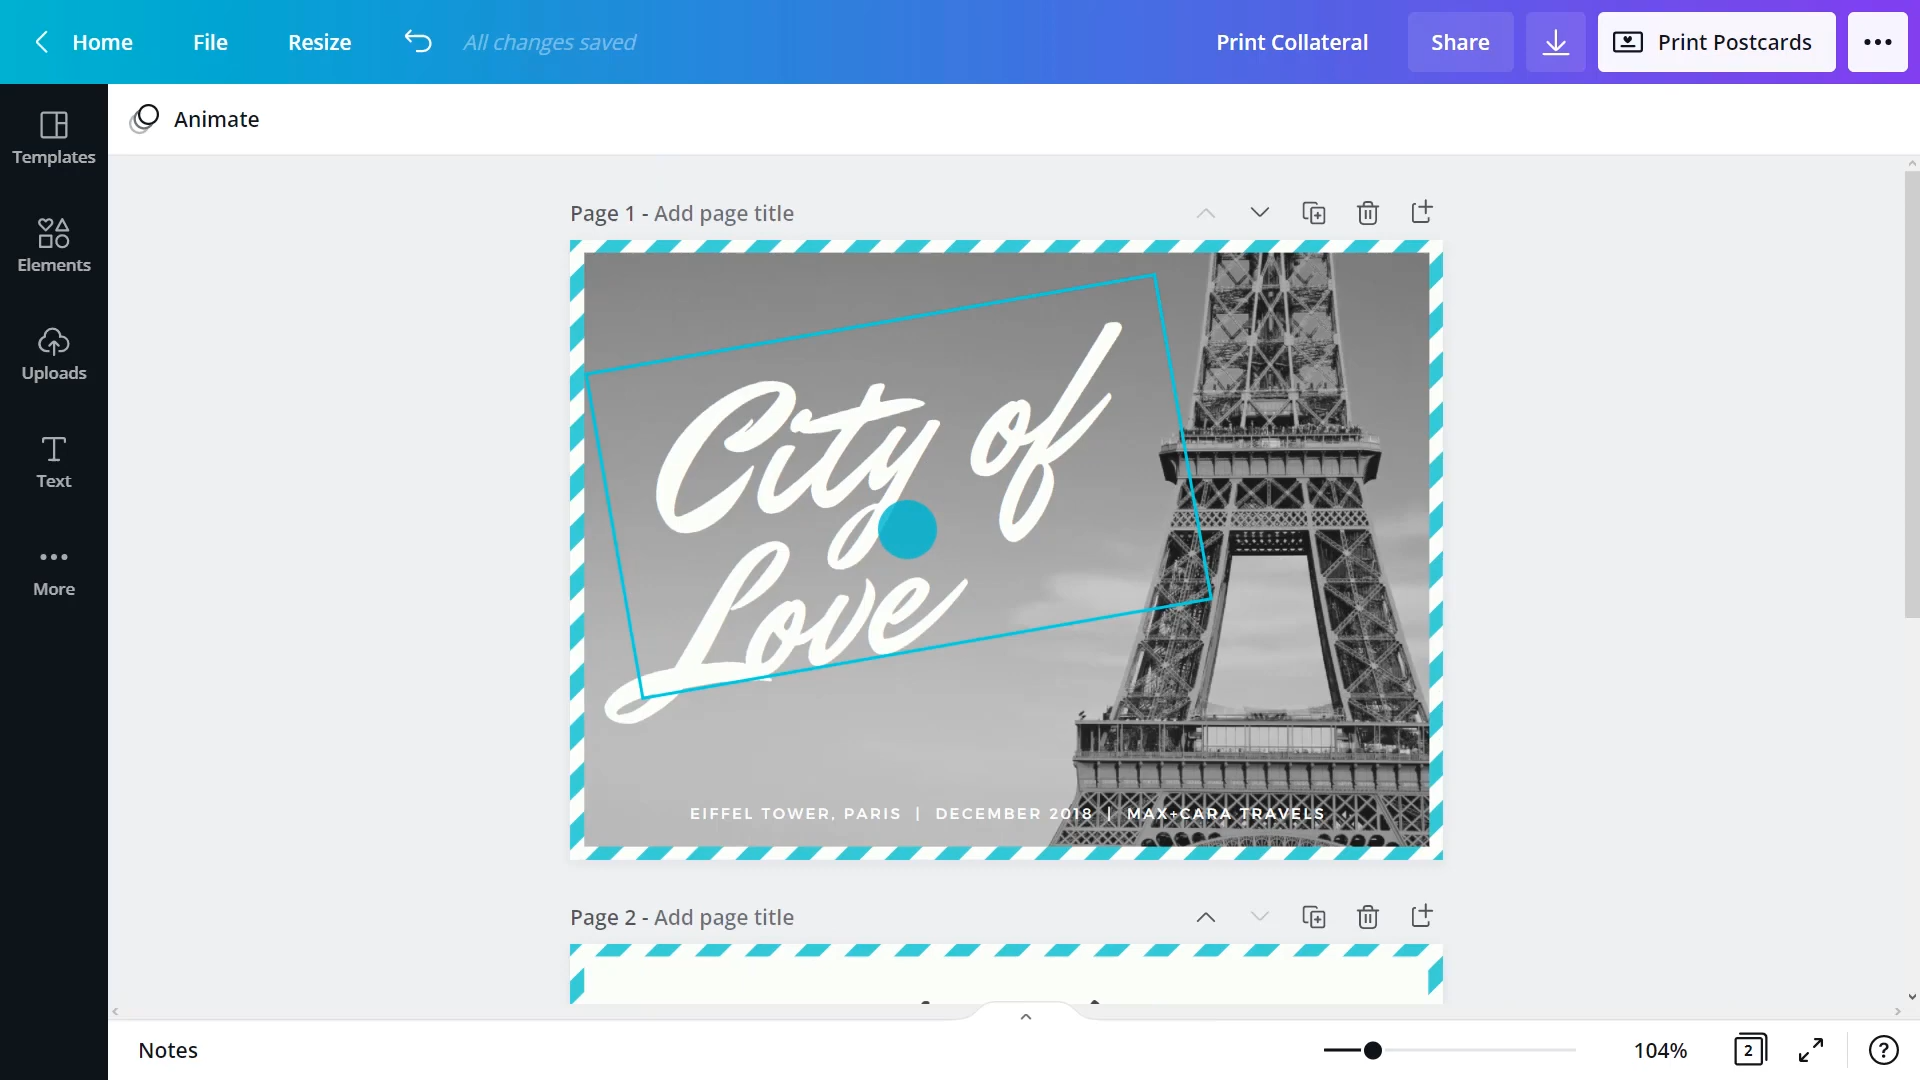 Home File Resize All changes saved Print Collateral Share Print Postcards
Animate
Templates
Elements
Uploads
Text
More
Page 1 - Add page title
City of
Love
EIFFEL TOWER, PARIS | DECEMBER 2018 | MAX+CARA TRAVELS
Page 2 - Add page title
Notes 104% 2 ?